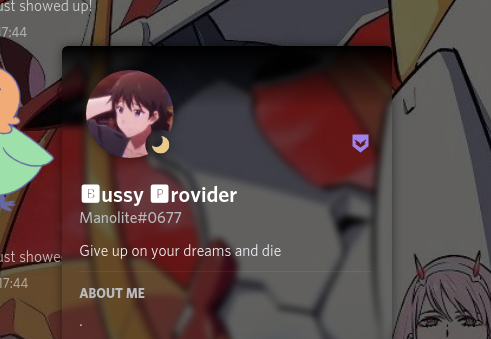 just showed up!
17:44
🅱ussy 🅿rovider
Manolite#0677
Give up on your dreams and die
ust showe
17:44
ABOUT ME
.